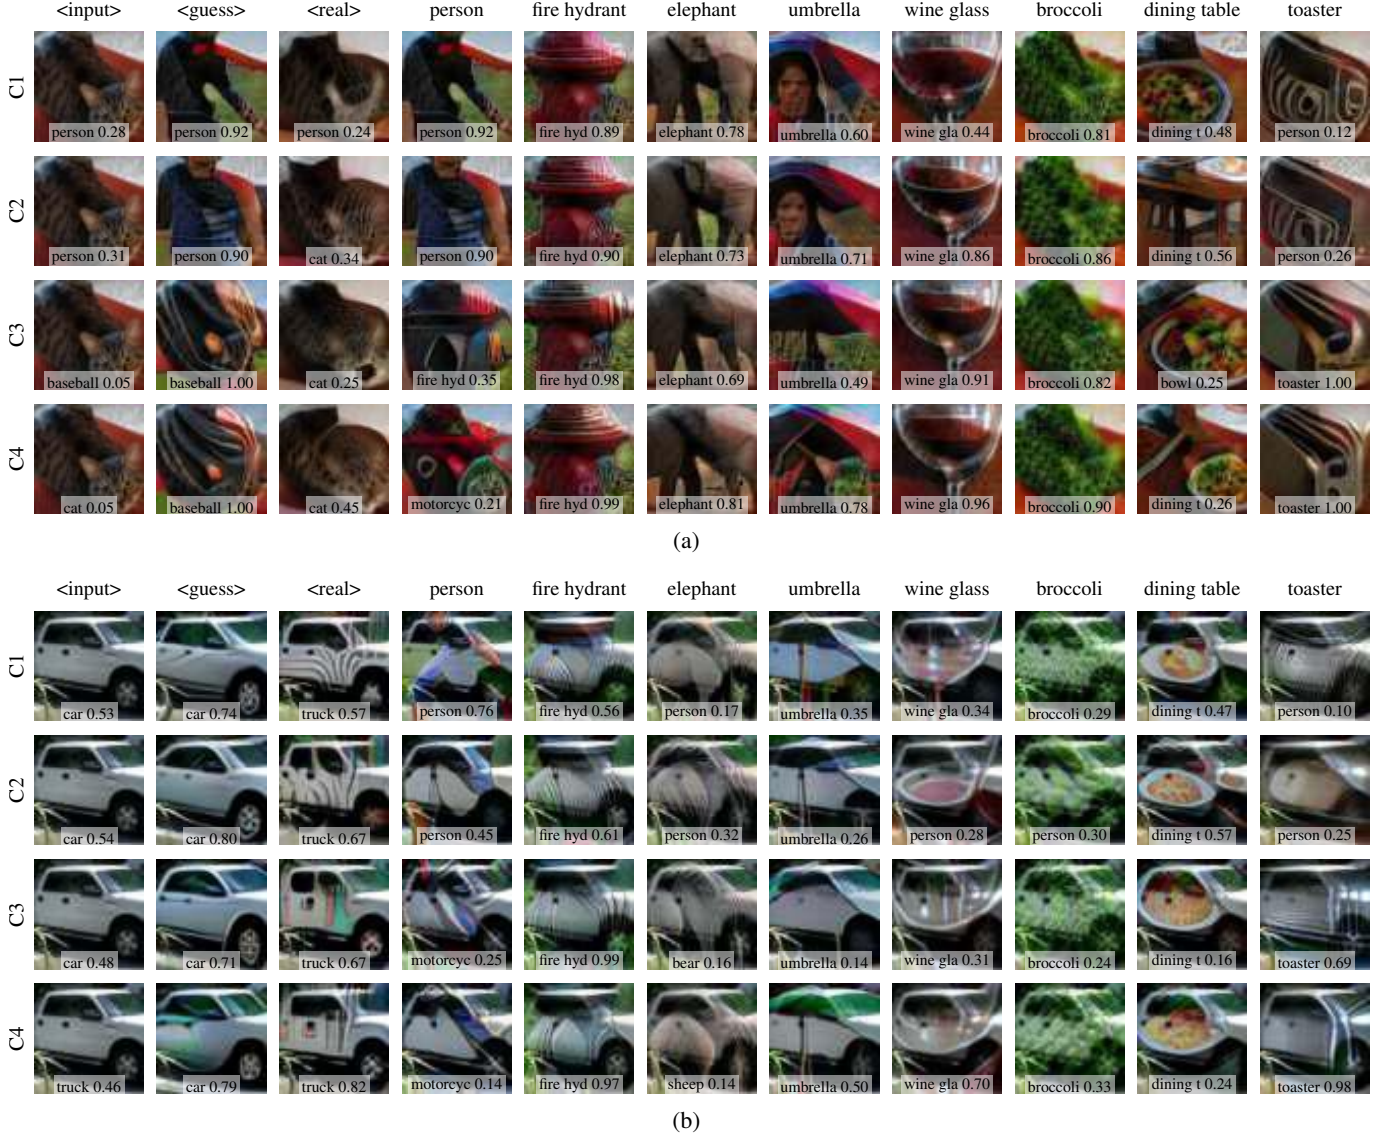 <input> <guess> <real> person fire hydrant elephant umbrella wine glass broccoli dining table toaster
C1
person 0.28 person 0.92 person 0.24 person 0.92 fire hyd 0.89 elephant 0.78 umbrella 0.60 wine gla 0.44 broccoli 0.81 dining t 0.48 person 0.12
C2
person 0.31 person 0.90 cat 0.34 person 0.90 fire hyd 0.90 elephant 0.73 umbrella 0.71 wine gla 0.86 broccoli 0.86 dining t 0.56 person 0.26
C3
baseball 0.05 baseball 1.00 cat 0.25 fire hyd 0.35 fire hyd 0.98 elephant 0.69 umbrella 0.49 wine gla 0.91 broccoli 0.82 bowl 0.25 toaster 1.00
C4
cat 0.05 baseball 1.00 cat 0.45 motorcyc 0.21 fire hyd 0.99 elephant 0.81 umbrella 0.78 wine gla 0.96 broccoli 0.90 dining t 0.26 toaster 1.00
(a)
<input> <guess> <real> person fire hydrant elephant umbrella wine glass broccoli dining table toaster
C1
car 0.53 car 0.74 truck 0.57 person 0.76 fire hyd 0.56 person 0.17 umbrella 0.35 wine gla 0.34 broccoli 0.29 dining t 0.47 person 0.10
C2
car 0.54 car 0.80 truck 0.67 person 0.45 fire hyd 0.61 person 0.32 umbrella 0.26 person 0.28 person 0.30 dining t 0.57 person 0.25
C3
car 0.48 car 0.71 truck 0.67 motorcyc 0.25 fire hyd 0.99 bear 0.16 umbrella 0.14 wine gla 0.31 broccoli 0.24 dining t 0.16 toaster 0.69
C4
truck 0.46 car 0.79 truck 0.82 motorcyc 0.14 fire hyd 0.97 sheep 0.14 umbrella 0.50 wine gla 0.70 broccoli 0.33 dining t 0.24 toaster 0.98
(b)